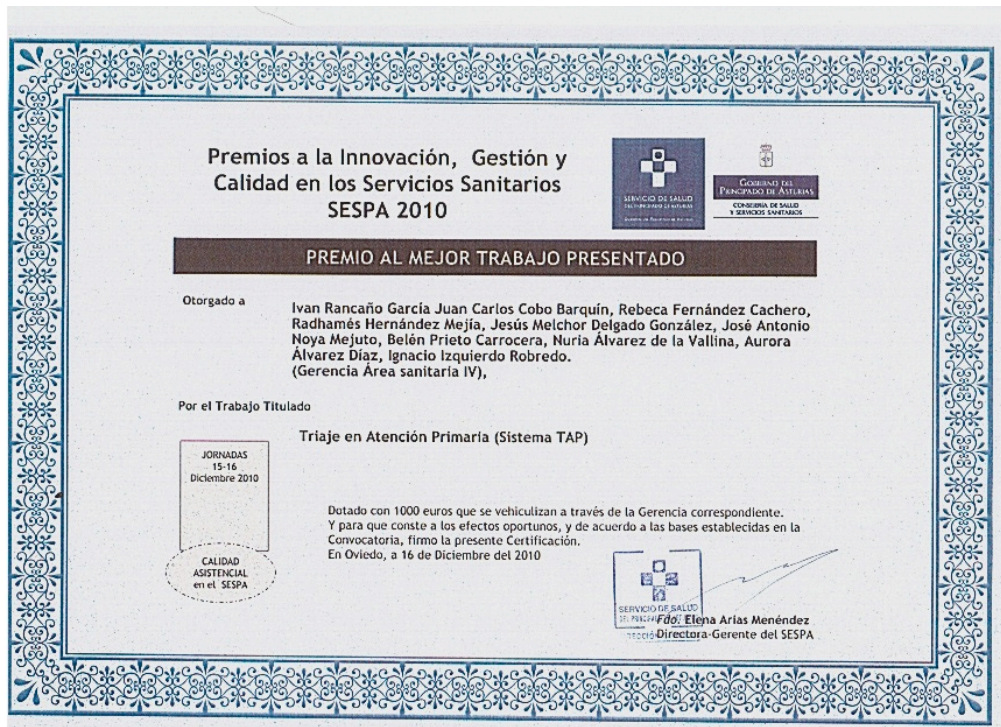 Premios a la Innovación, Gestión y
Calidad en los Servicios Sanitarios
SESPA 2010
SERVICIO DE SALUD
DEL PRINCIPADO DE ASTURIAS
GOBIERNO DEL
PRINCIPADO DE ASTURIAS
CONSEJERÍA DE SALUD
Y SERVICIOS SANITARIOS
PREMIO AL MEJOR TRABAJO PRESENTADO
Otorgado a
Ivan Rancaño García Juan Carlos Cobo Barquín, Rebeca Fernández Cachero,
Radhamés Hernández Mejía, Jesús Melchor Delgado González, José Antonio
Noya Mejuto, Belén Prieto Carrocera, Nuria Álvarez de la Vallina, Aurora
Álvarez Díaz, Ignacio Izquierdo Robredo.
(Gerencia Área sanitaria IV),
Por el Trabajo Titulado
Triaje en Atención Primaria (Sistema TAP)
JORNADAS
15-16
Diciembre 2010
CALIDAD
ASISTENCIAL
en el SESPA
Dotado con 1000 euros que se vehiculizan a través de la Gerencia correspondiente.
Y para que conste a los efectos oportunos, y de acuerdo a las bases establecidas en la
Convocatoria, firmo la presente Certificación.
En Oviedo, a 16 de Diciembre del 2010
SERVICIO DE SALUD
Fdo. Elena Arias Menéndez
Directora-Gerente del SESPA